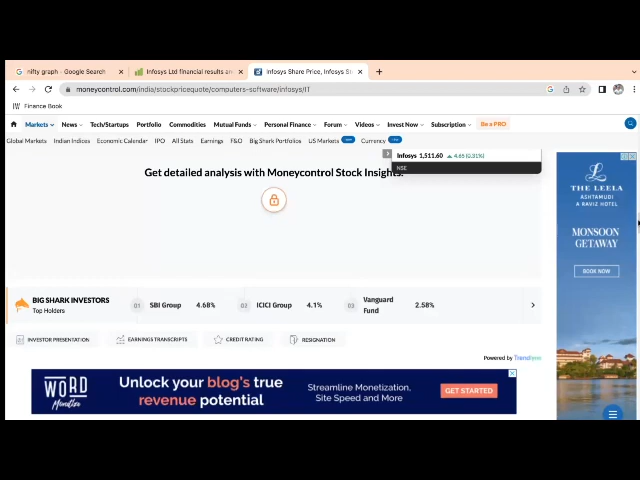 nifty graph - Google Search
Infosys Ltd financial results an
Infosys Share Price, Infosys St
moneycontrol.com/india/stockpricequote/computers-software/infosys/IT
Finance Book
Markets News Tech/Startups Portfolio Commodities Mutual Funds Personal Finance Forum Videos Invest Now Subscription Be a PRO
Global Markets Indian Indices Economic Calendar IPO All Stats Earnings F&O Big Shark Portfolios US Markets Currency
Infosys 1,511.60 4.65 (0.31%)
NSE
Get detailed analysis with Moneycontrol Stock Insights.
THE LEELA
ASHTAMUDI
A RAVIZ HOTEL
MONSOON
GETAWAY
BOOK NOW
BIG SHARK INVESTORS
Top Holders
01 SBI Group 4.68%
02 ICICI Group 4.1%
03 Vanguard
Fund
2.58%
INVESTOR PRESENTATION EARNINGS TRANSCRIPTS CREDIT RATING RESIGNATION
Powered by Trendlyne
WORD
Monetize
Unlock your blog's true
revenue potential
Streamline Monetization,
Site Speed and More
GET STARTED